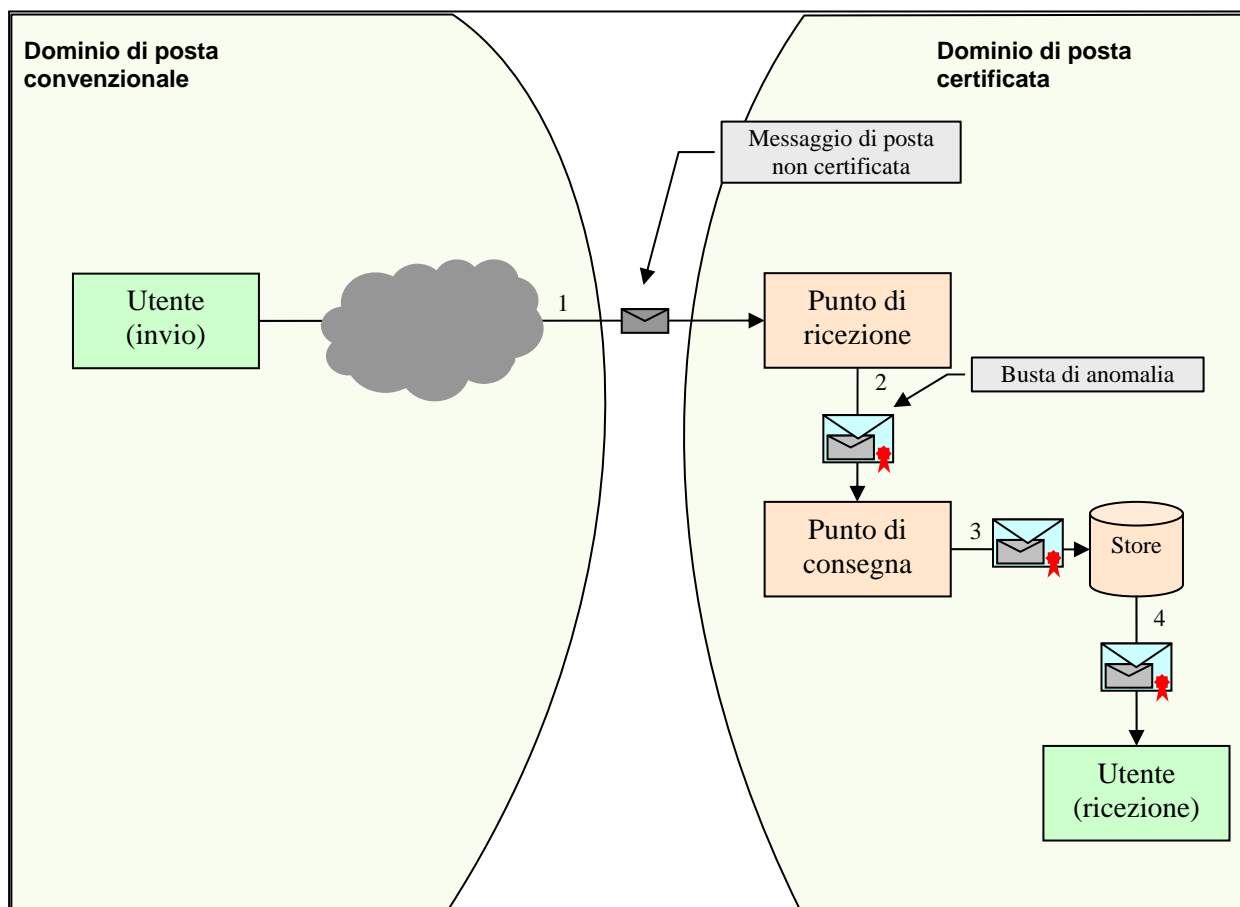 Dominio di posta
convenzionale
Dominio di posta
certificata
Messaggio di posta
non certificata
Utente
(invio)
1
Punto di
ricezione
2
Busta di anomalia
Punto di
consegna
3
Store
4
Utente
(ricezione)